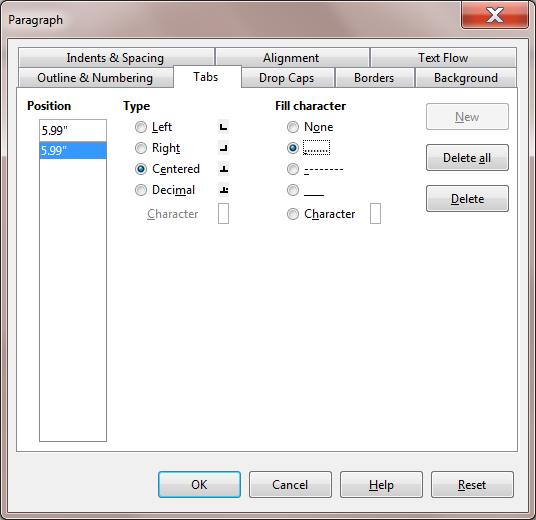 Paragraph
Indents & Spacing Alignment Text Flow
Outline & Numbering Tabs Drop Caps Borders Background
Position Type Fill character
5.99"
5.99"
Left
Right
Centered
Decimal
Character
None
........
--------
___
Character
New
Delete all
Delete
OK Cancel Help Reset